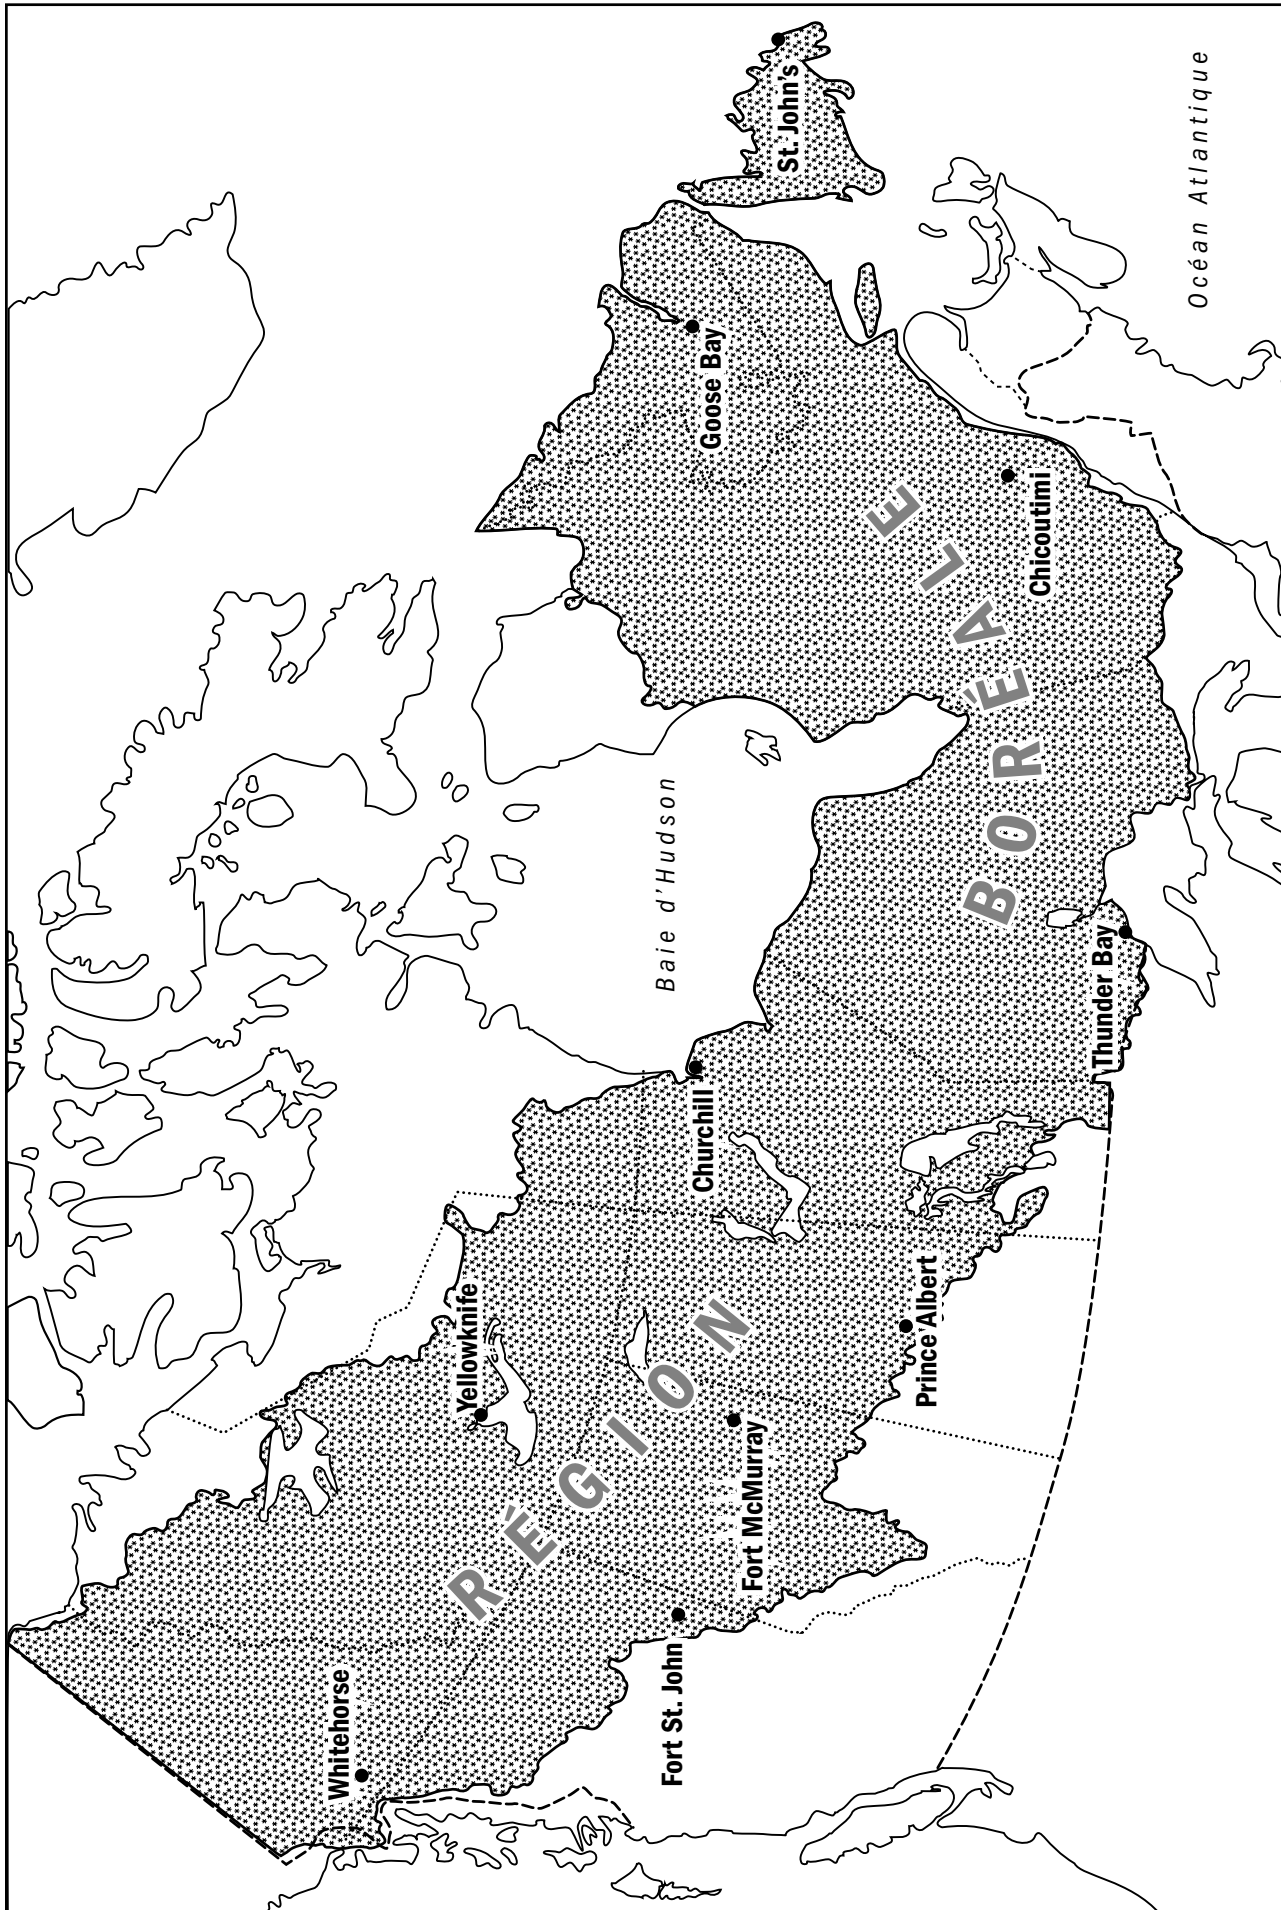 Océan Atlantique
St. John's
Goose Bay
Chicoutimi
Baie d'Hudson
RÉGION BORÉALE
Thunder Bay
Churchill
Prince Albert
Yellowknife
Fort McMurray
Fort St. John
Whitehorse